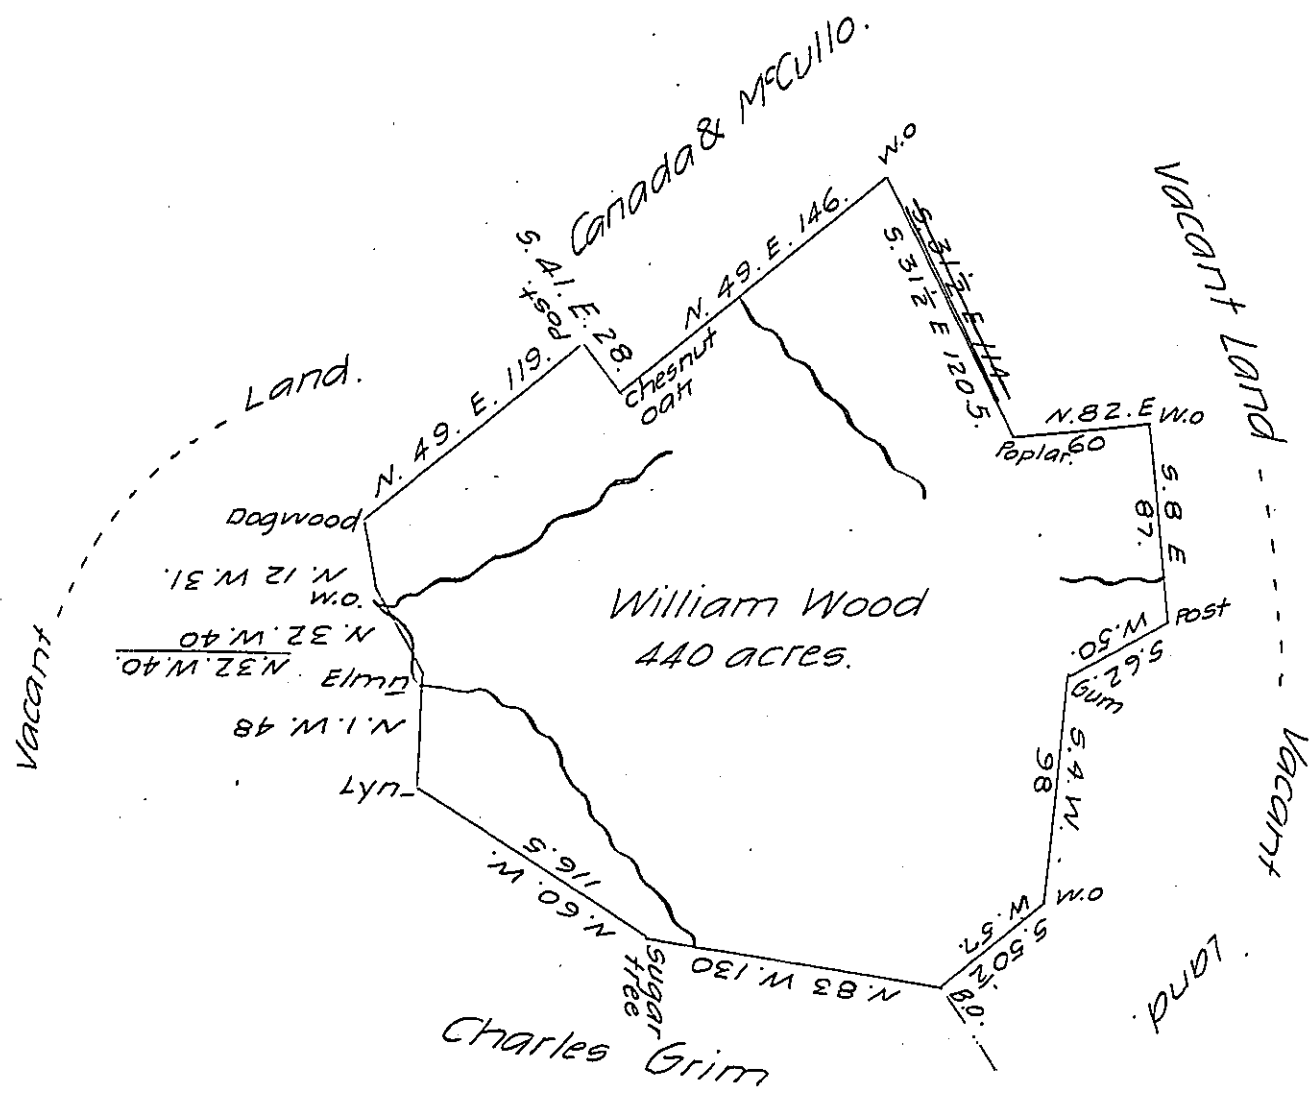 Canada & McCullo.
W.O
S. 41. E. 28.
Post.
N. 49. E. 146.
chesnut
oak
N. 49. E. 119.
Land.
Vacant
S. 31½ E 114
S. 31½ E 120.5.
Vacant Land
Vacant
Land.
N. 82. E
60
W.O
Poplar.
S. 8 E
87.
Post
S. 62
W. 50.
Gum
S. 4. W.
98
W.O
S. 50½
W. 57.
B.O.
N. 83 W. 130
Sugar
tree
N. 60. W.
116.5
Lyn
N. 1. W. 48
Elmn
N. 32. W. 40.
N. 32. W. 40
W.O.
N. 12 W. 31.
Dogwood
William Wood
440 acres.
Charles Grim